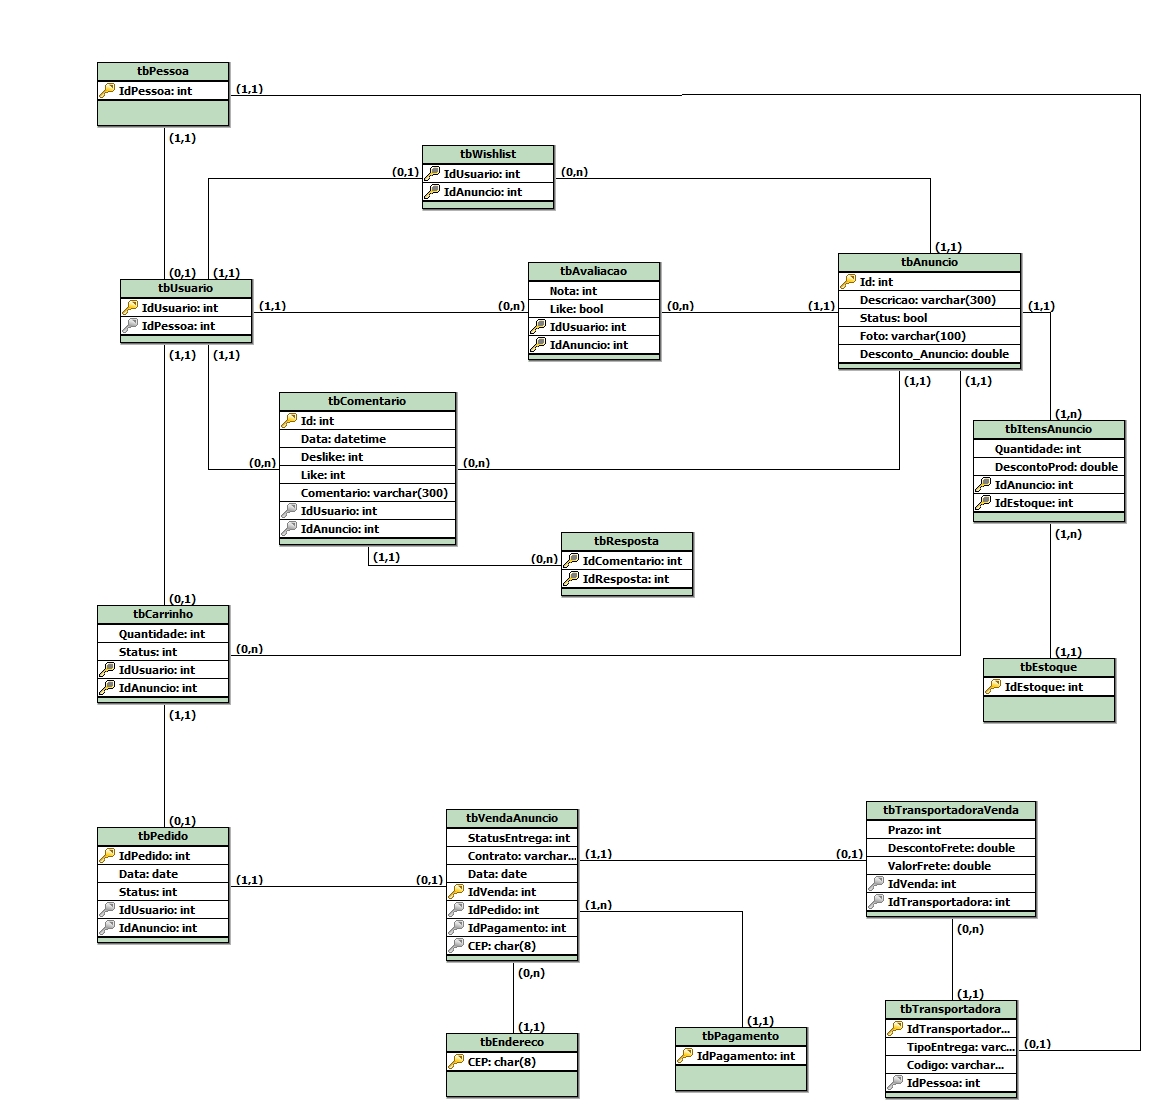 tbPessoa
IdPessoa: int
(1,1)
(1,1)
tbWishlist
IdUsuario: int
IdAnuncio: int
(0,1)
(0,n)
(0,1)
(1,1)
tbUsuario
IdUsuario: int
IdPessoa: int
(1,1)
(1,1)
(1,1)
tbAvaliacao
Nota: int
Like: bool
IdUsuario: int
IdAnuncio: int
(0,n)
(0,n)
(1,1)
tbAnuncio
Id: int
Descricao: varchar(300)
Status: bool
Foto: varchar(100)
Desconto_Anuncio: double
(1,1)
(1,1)
(1,1)
(1,1)
tbComentario
Id: int
Data: datetime
Deslike: int
Like: int
Comentario: varchar(300)
IdUsuario: int
IdAnuncio: int
(0,n)
(0,n)
(1,1)
(1,n)
tbItensAnuncio
Quantidade: int
DescontoProd: double
IdAnuncio: int
IdEstoque: int
(1,n)
tbResposta
IdComentario: int
IdResposta: int
(0,n)
(0,1)
tbCarrinho
Quantidade: int
Status: int
IdUsuario: int
IdAnuncio: int
(0,n)
(1,1)
(1,1)
tbEstoque
IdEstoque: int
(0,1)
tbPedido
IdPedido: int
Data: date
Status: int
IdUsuario: int
IdAnuncio: int
(1,1)
(0,1)
tbVendaAnuncio
StatusEntrega: int
Contrato: varchar...
Data: date
IdVenda: int
IdPedido: int
IdPagamento: int
CEP: char(8)
(1,1)
(1,n)
(0,n)
(0,1)
tbTransportadoraVenda
Prazo: int
DescontoFrete: double
ValorFrete: double
IdVenda: int
IdTransportadora: int
(0,n)
(1,1)
tbEndereco
CEP: char(8)
(1,1)
tbPagamento
IdPagamento: int
(1,1)
tbTransportadora
IdTransportador...
TipoEntrega: varc...
Codigo: varchar...
IdPessoa: int
(0,1)